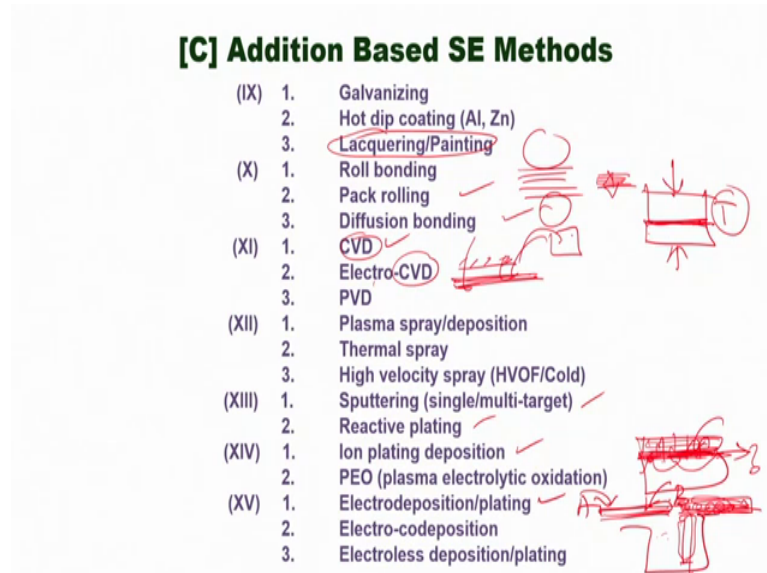 [C] Addition Based SE Methods
(IX) 1. Galvanizing
2. Hot dip coating (Al, Zn)
3. Lacquering/Painting
(X) 1. Roll bonding
2. Pack rolling
3. Diffusion bonding
(XI) 1. CVD
2. Electro-CVD
3. PVD
(XII) 1. Plasma spray/deposition
2. Thermal spray
3. High velocity spray (HVOF/Cold)
(XIII) 1. Sputtering (single/multi-target)
2. Reactive plating
(XIV) 1. Ion plating deposition
2. PEO (plasma electrolytic oxidation)
(XV) 1. Electrodeposition/plating
2. Electro-codeposition
3. Electroless deposition/plating
T